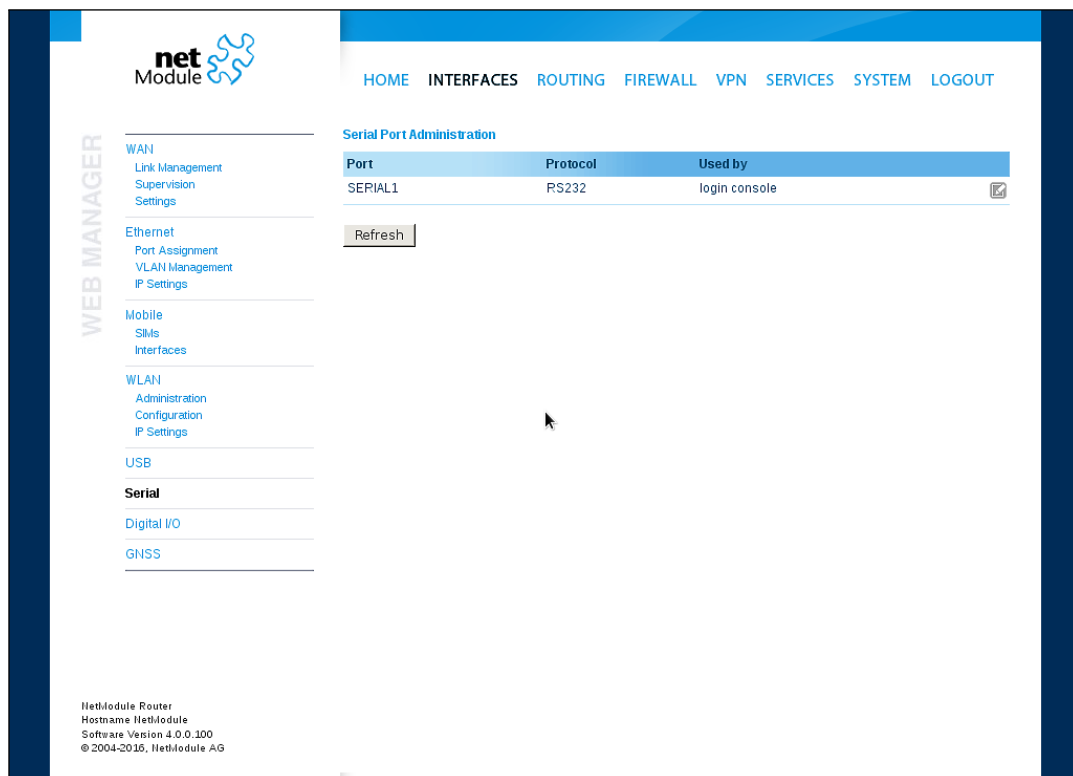 net
Module
HOME INTERFACES ROUTING FIREWALL VPN SERVICES SYSTEM LOGOUT
WEB MANAGER
WAN
Link Management
Supervision
Settings
Ethernet
Port Assignment
VLAN Management
IP Settings
Mobile
SIMs
Interfaces
WLAN
Administration
Configuration
IP Settings
USB
Serial
Digital I/O
GNSS
Serial Port Administration
Port Protocol Used by
SERIAL1 RS232 login console
Refresh
NetModule Router
Hostname NetModule
Software Version 4.0.0.100
© 2004-2016, NetModule AG